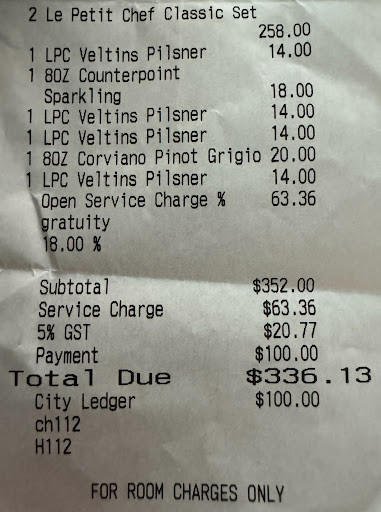 2 Le Petit Chef Classic Set
258.00
1 LPC Veltins Pilsner 14.00
1 8OZ Counterpoint
Sparkling 18.00
1 LPC Veltins Pilsner 14.00
1 LPC Veltins Pilsner 14.00
1 8OZ Corviano Pinot Grigio 20.00
1 LPC Veltins Pilsner 14.00
Open Service Charge % 63.36
gratuity
18.00 %
Subtotal $352.00
Service Charge $63.36
5% GST $20.77
Payment $100.00
Total Due $336.13
City Ledger $100.00
ch112
H112
FOR ROOM CHARGES ONLY